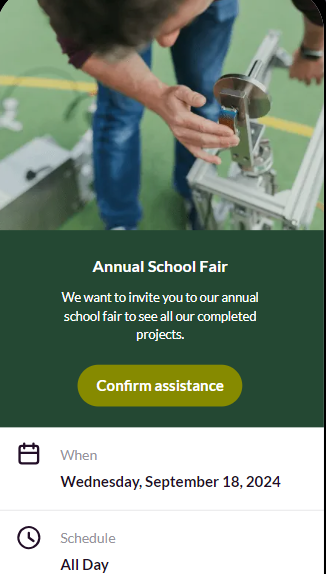 Annual School Fair
We want to invite you to our annual
school fair to see all our completed
projects.
Confirm assistance
When
Wednesday, September 18, 2024
Schedule
All Day